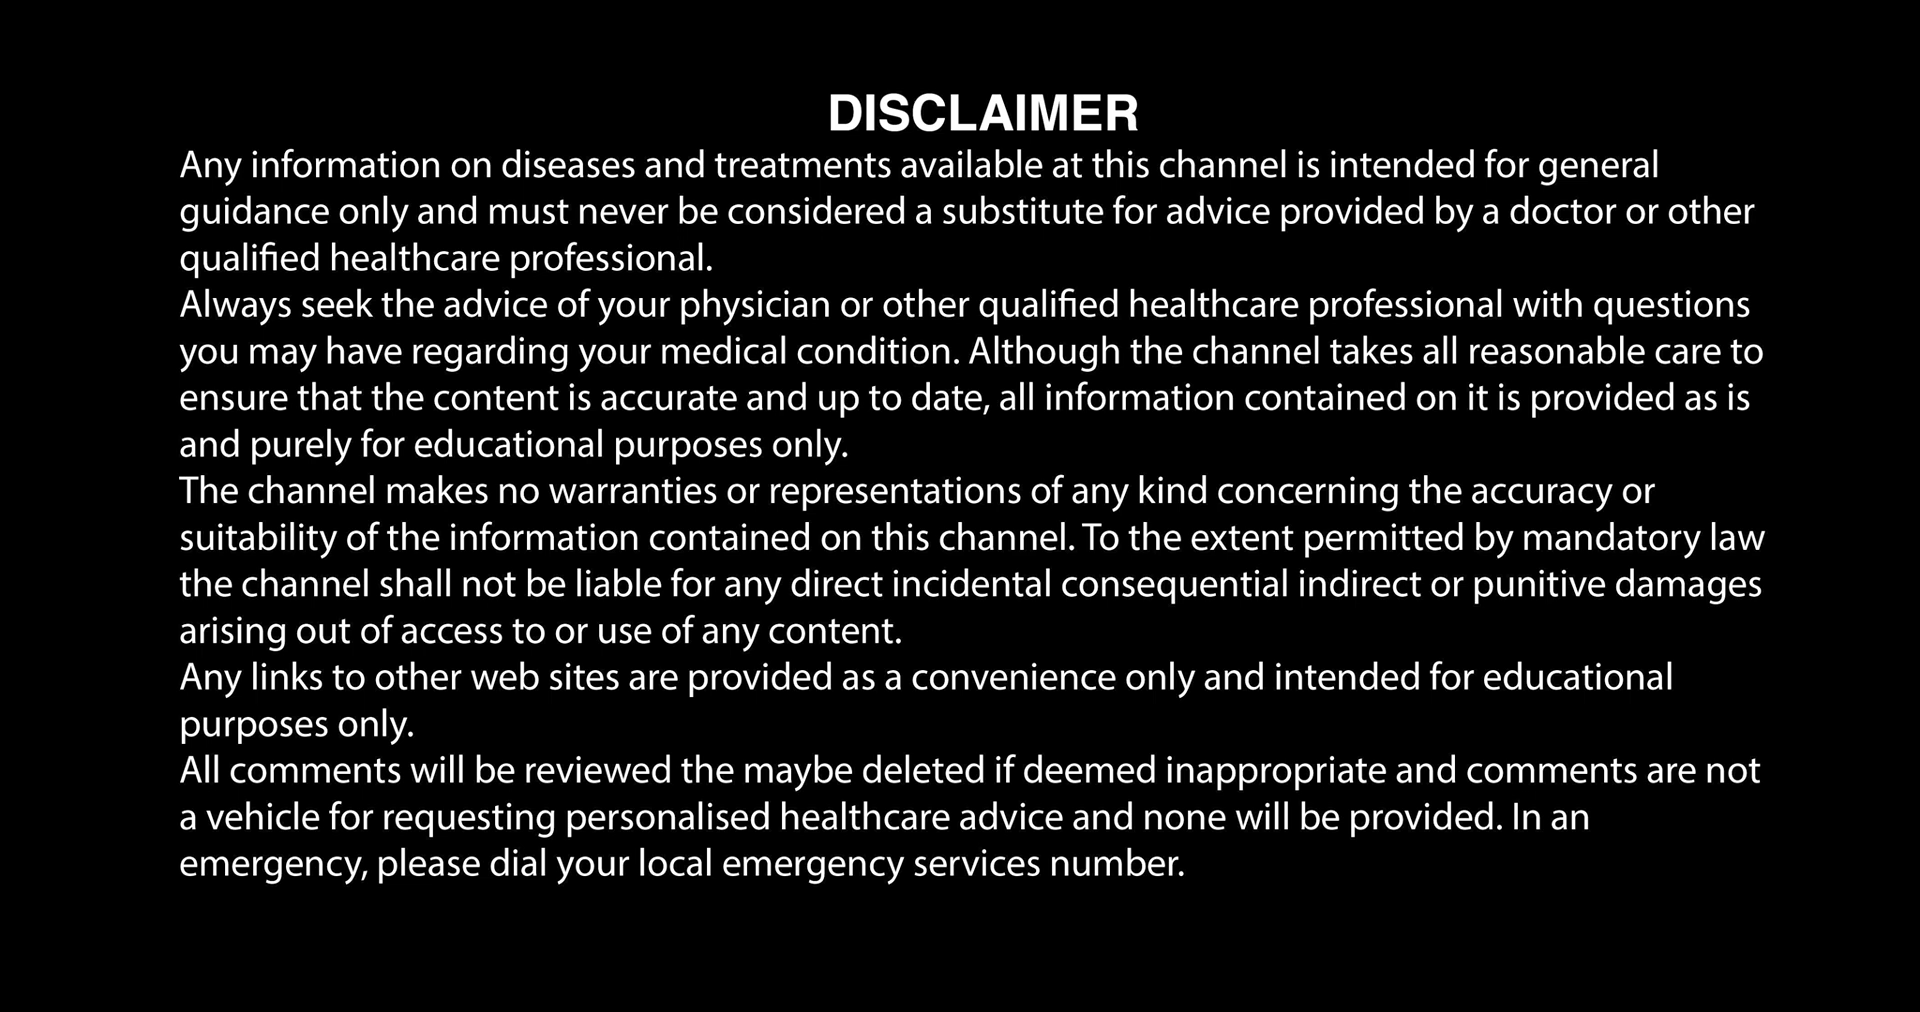 DISCLAIMER
Any information on diseases and treatments available at this channel is intended for general
guidance only and must never be considered a substitute for advice provided by a doctor or other
qualified healthcare professional.
Always seek the advice of your physician or other qualified healthcare professional with questions
you may have regarding your medical condition. Although the channel takes all reasonable care to
ensure that the content is accurate and up to date, all information contained on it is provided as is
and purely for educational purposes only.
The channel makes no warranties or representations of any kind concerning the accuracy or
suitability of the information contained on this channel. To the extent permitted by mandatory law
the channel shall not be liable for any direct incidental consequential indirect or punitive damages
arising out of access to or use of any content.
Any links to other web sites are provided as a convenience only and intended for educational
purposes only.
All comments will be reviewed the maybe deleted if deemed inappropriate and comments are not
a vehicle for requesting personalised healthcare advice and none will be provided. In an
emergency, please dial your local emergency services number.